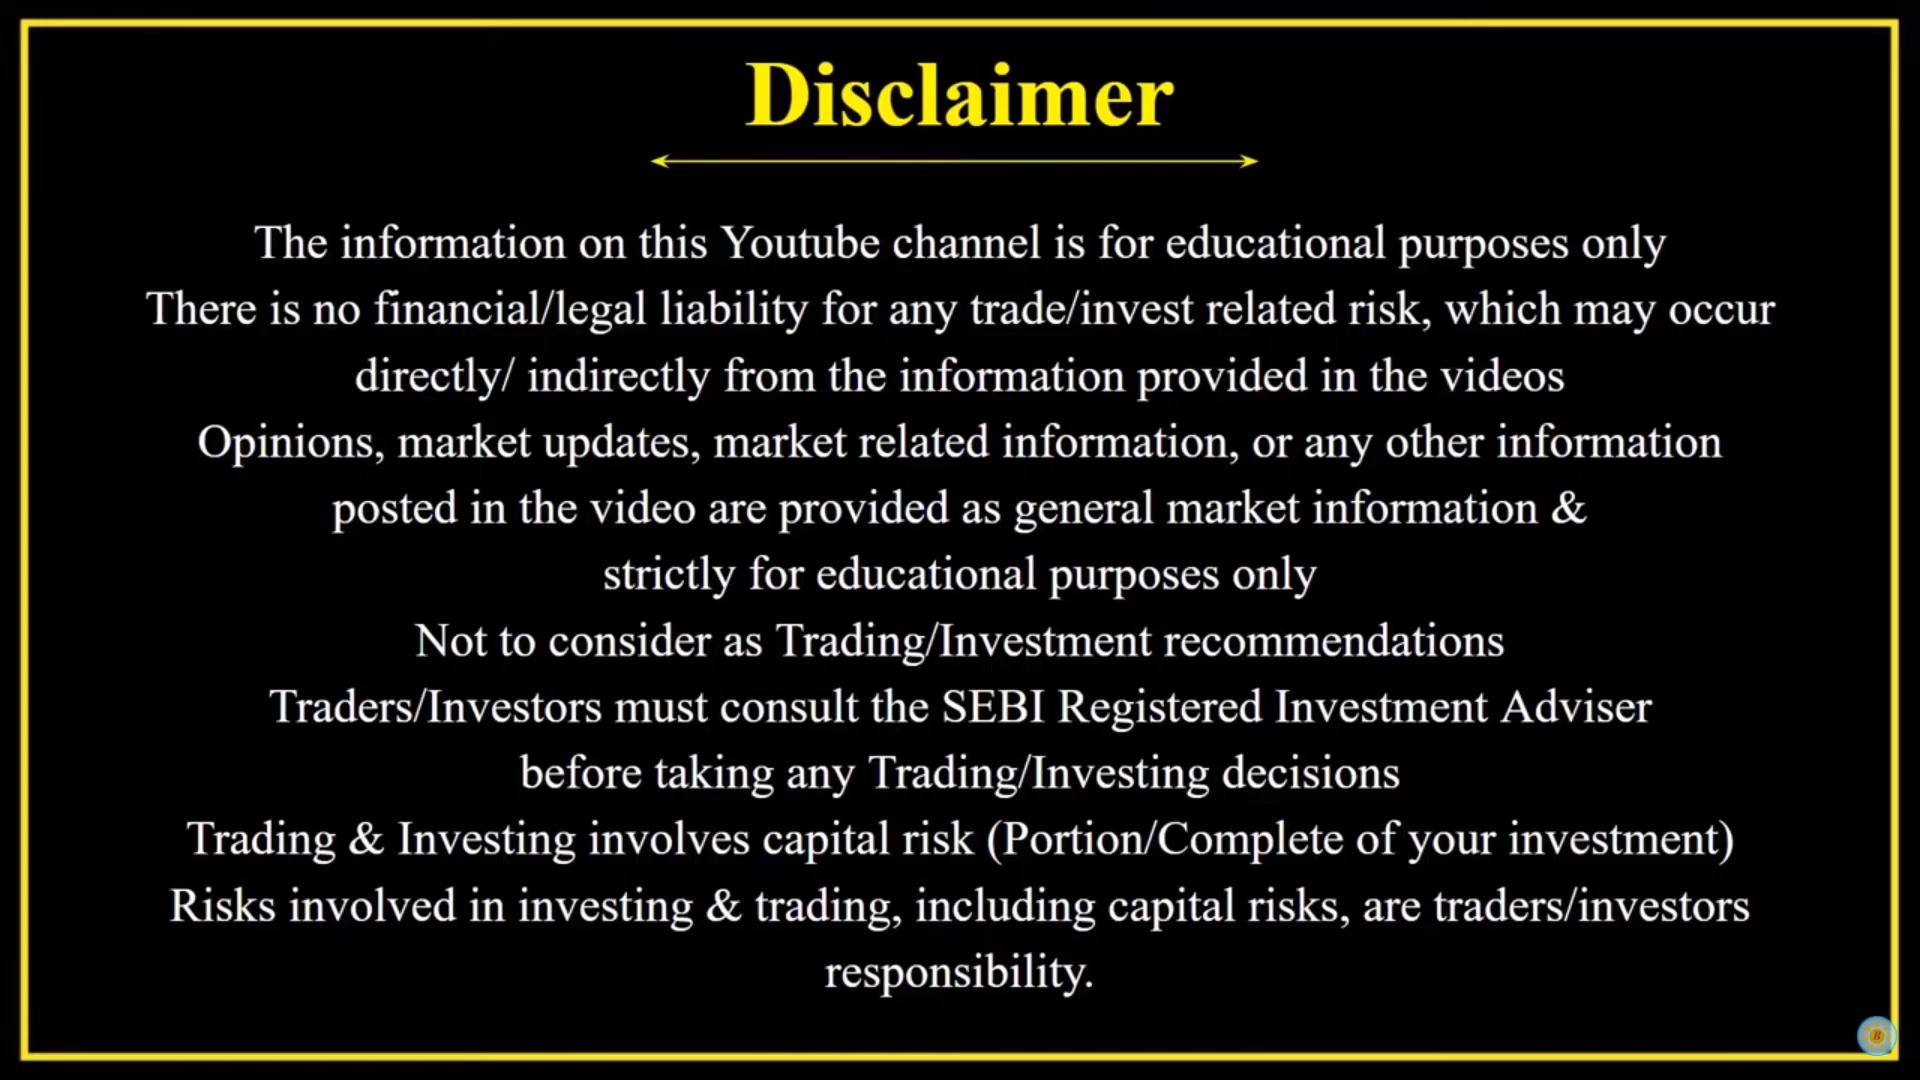 Disclaimer
The information on this Youtube channel is for educational purposes only
There is no financial/legal liability for any trade/invest related risk, which may occur
directly/ indirectly from the information provided in the videos
Opinions, market updates, market related information, or any other information
posted in the video are provided as general market information &
strictly for educational purposes only
Not to consider as Trading/Investment recommendations
Traders/Investors must consult the SEBI Registered Investment Adviser
before taking any Trading/Investing decisions
Trading & Investing involves capital risk (Portion/Complete of your investment)
Risks involved in investing & trading, including capital risks, are traders/investors
responsibility.